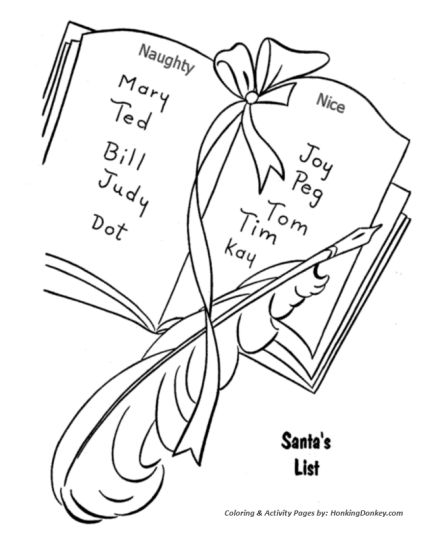 Naughty
Mary
Ted
Bill
Judy
Dot
Nice
Joy
Peg
Tom
Tim
Kay
Santa's
List
Coloring & Activity Pages by: HonkingDonkey.com